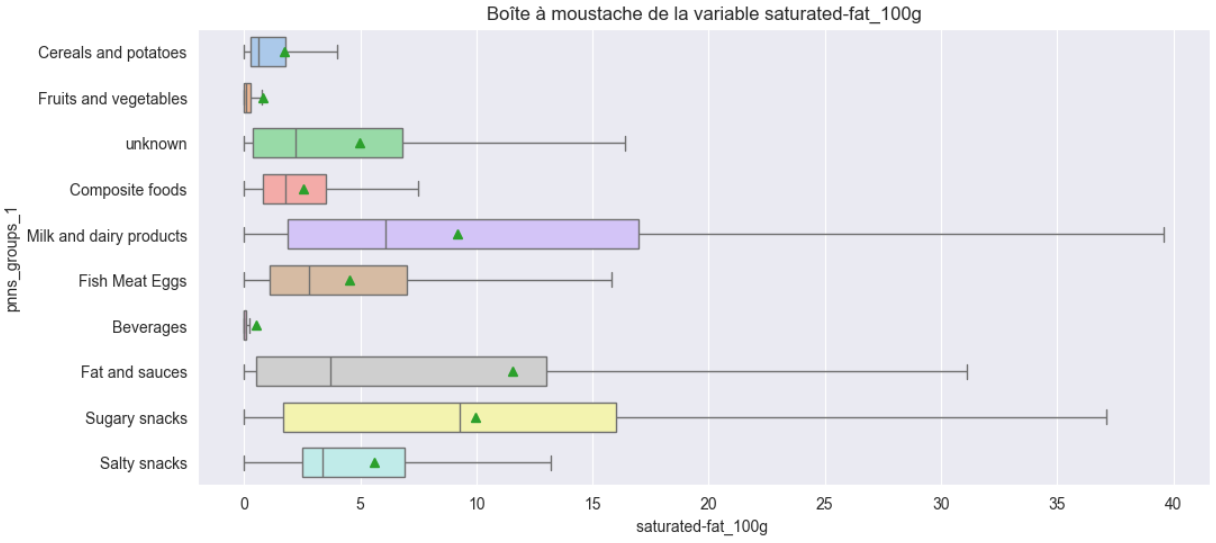 Boîte à moustache de la variable saturated-fat_100g
pnns_groups_1
Cereals and potatoes
Fruits and vegetables
unknown
Composite foods
Milk and dairy products
Fish Meat Eggs
Beverages
Fat and sauces
Sugary snacks
Salty snacks
0 5 10 15 20 25 30 35 40
saturated-fat_100g